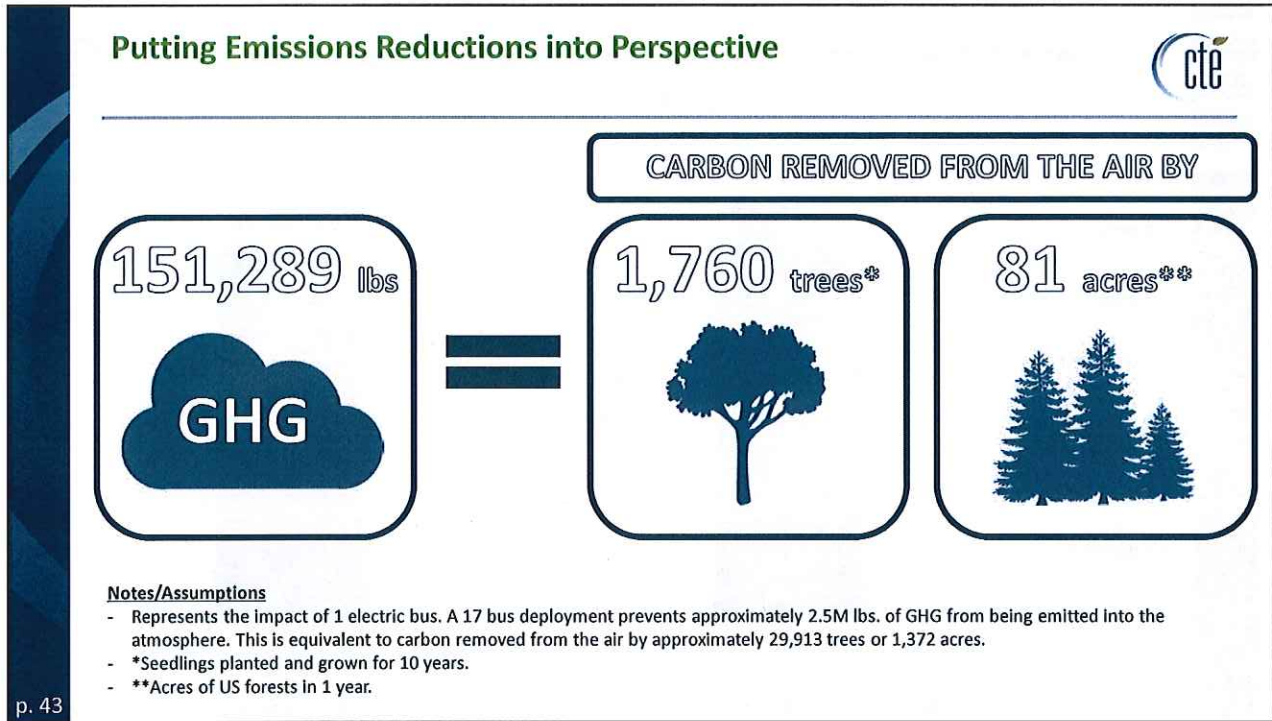 Putting Emissions Reductions into Perspective
cte
CARBON REMOVED FROM THE AIR BY
151,289 lbs
GHG
1,760 trees*
81 acres**
Notes/Assumptions
- Represents the impact of 1 electric bus. A 17 bus deployment prevents approximately 2.5M lbs. of GHG from being emitted into the
atmosphere. This is equivalent to carbon removed from the air by approximately 29,913 trees or 1,372 acres.
- *Seedlings planted and grown for 10 years.
- **Acres of US forests in 1 year.
p. 43